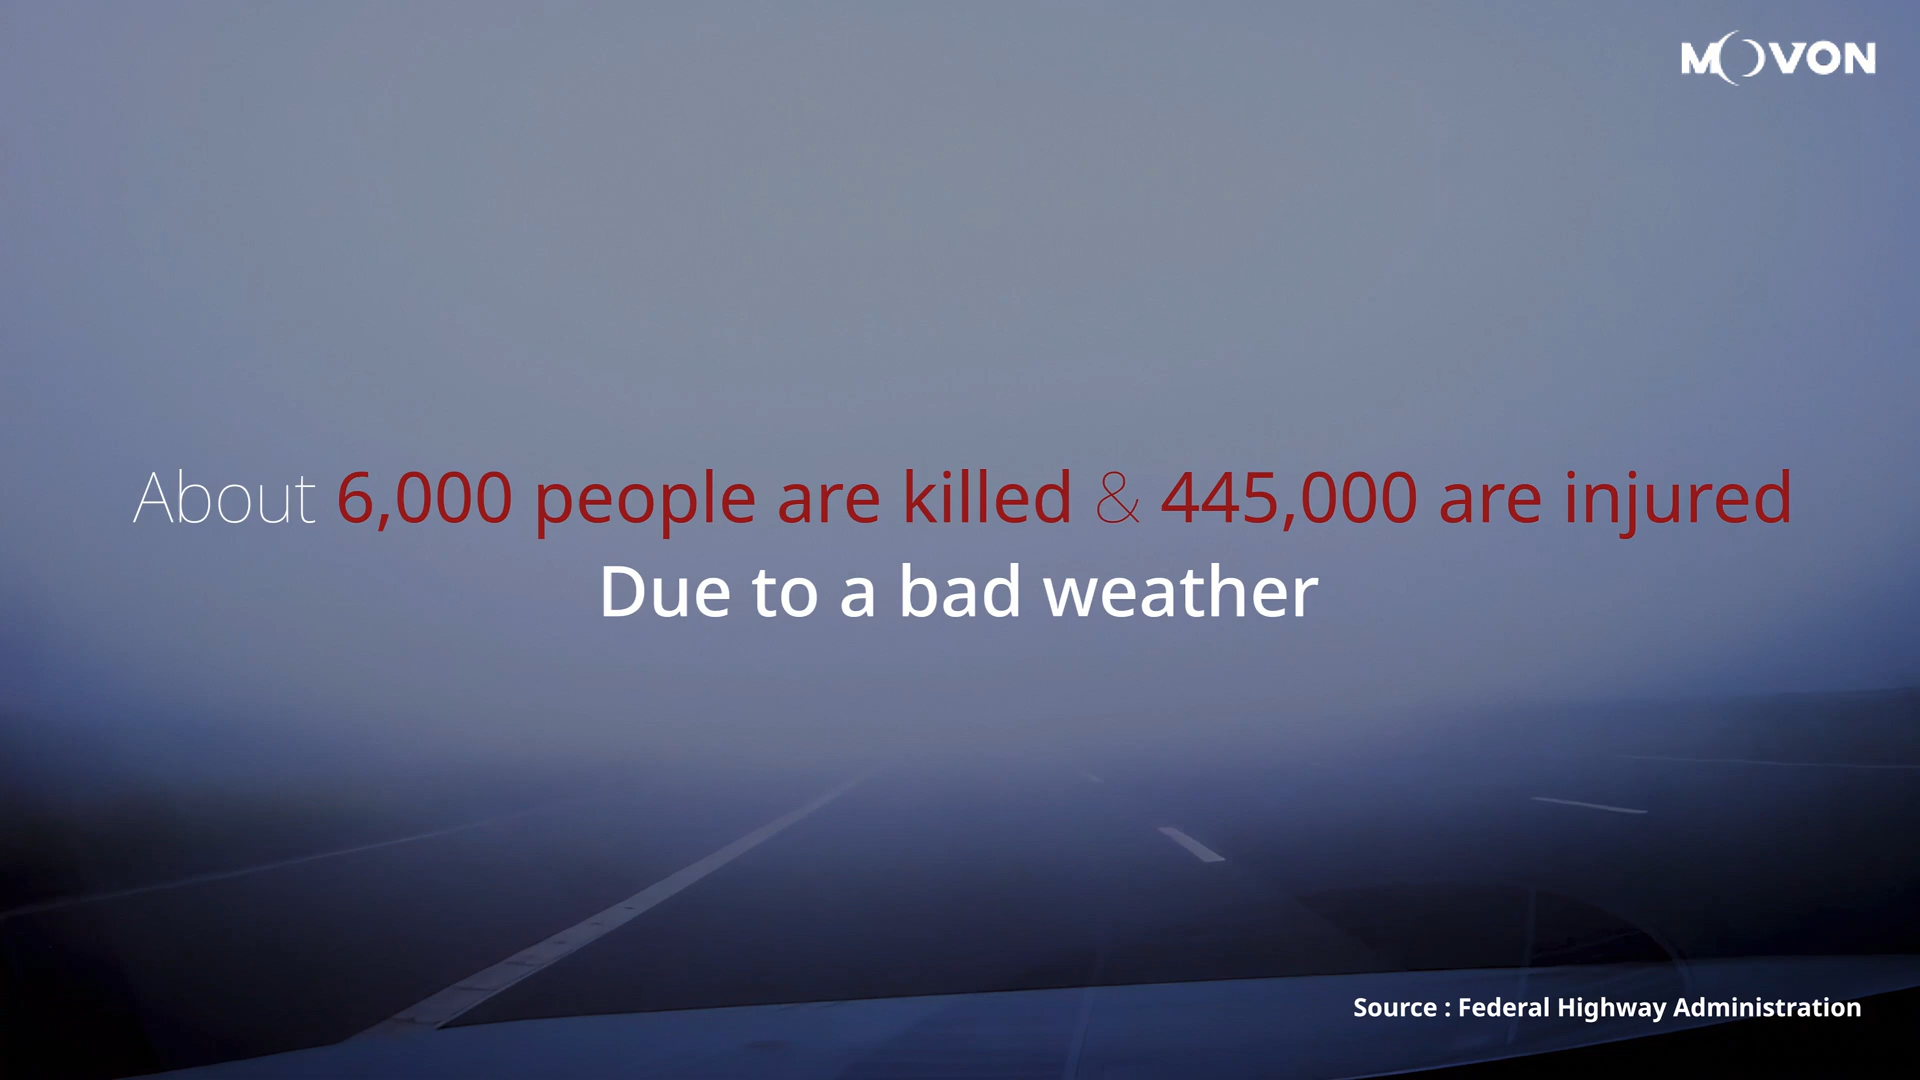 MOVON
About 6,000 people are killed & 445,000 are injured
Due to a bad weather
Source : Federal Highway Administration